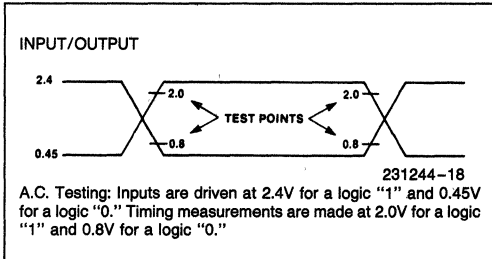 INPUT/OUTPUT
2.4
2.0
2.0
TEST POINTS
0.8
0.8
0.45
231244-18
A.C. Testing: Inputs are driven at 2.4V for a logic "1" and 0.45V
for a logic "0." Timing measurements are made at 2.0V for a logic
"1" and 0.8V for a logic "0."